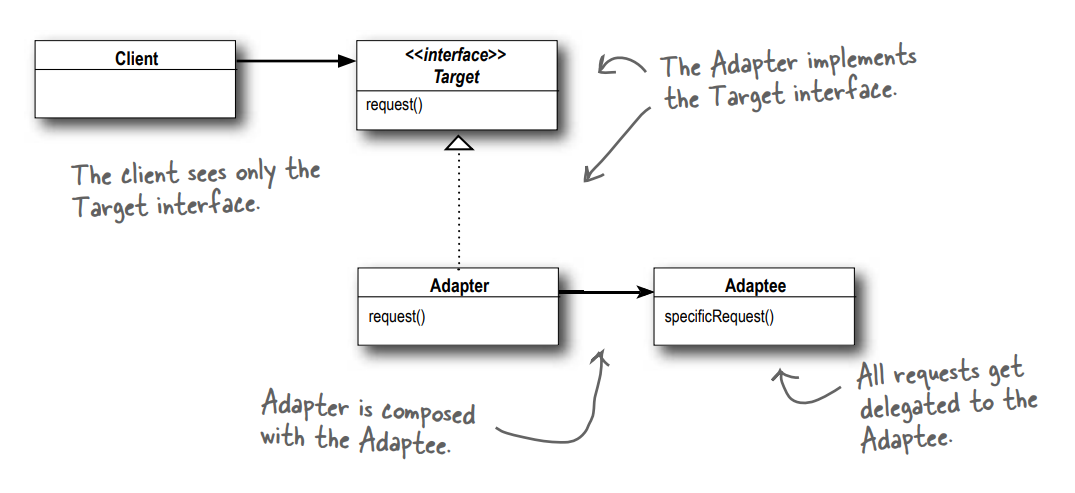 Client
<<interface>>
Target
request()
The Adapter implements
the Target interface.
The client sees only the
Target interface.
Adapter
request()
Adaptee
specificRequest()
Adapter is composed
with the Adaptee.
All requests get
delegated to the
Adaptee.